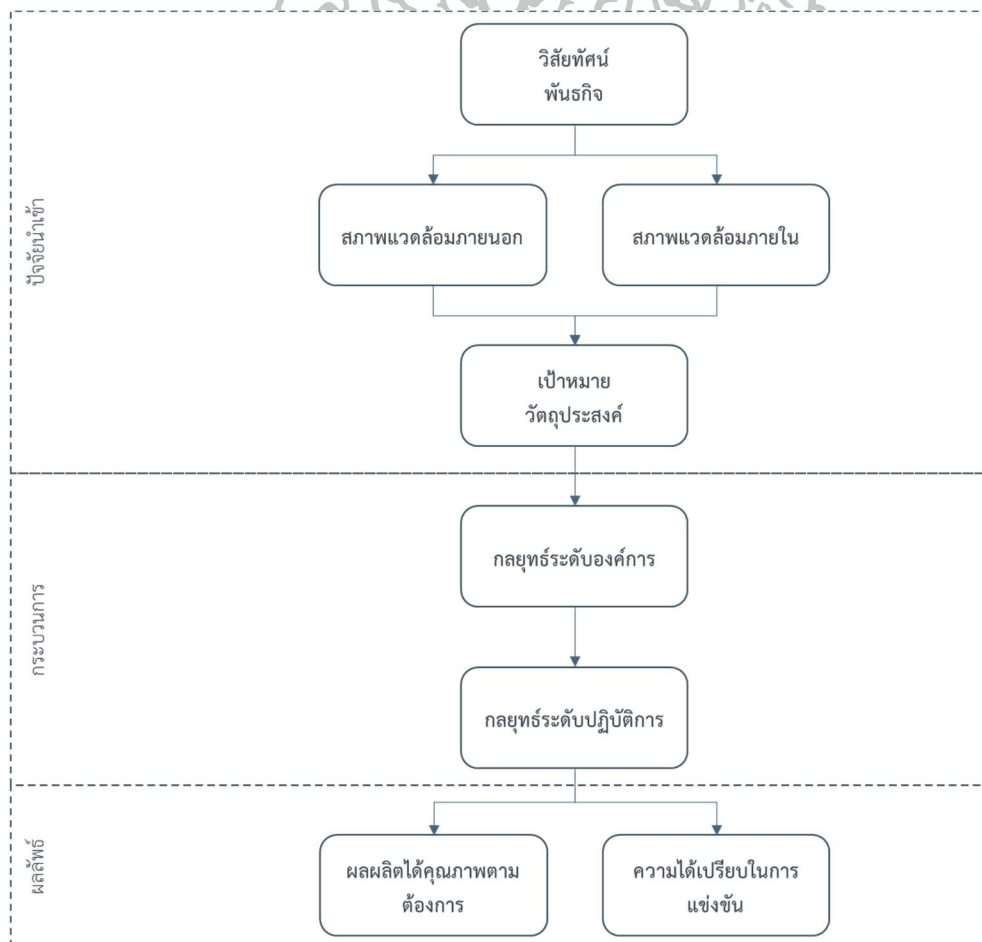 วิสัยทัศน์
พันธกิจ
ปัจจัยนำเข้า
สภาพแวดล้อมภายนอก
สภาพแวดล้อมภายใน
เป้าหมาย
วัตถุประสงค์
กระบวนการ
กลยุทธ์ระดับองค์การ
กลยุทธ์ระดับปฏิบัติการ
ผลลัพธ์
ผลผลิตได้คุณภาพตาม
ต้องการ
ความได้เปรียบในการ
แข่งขัน